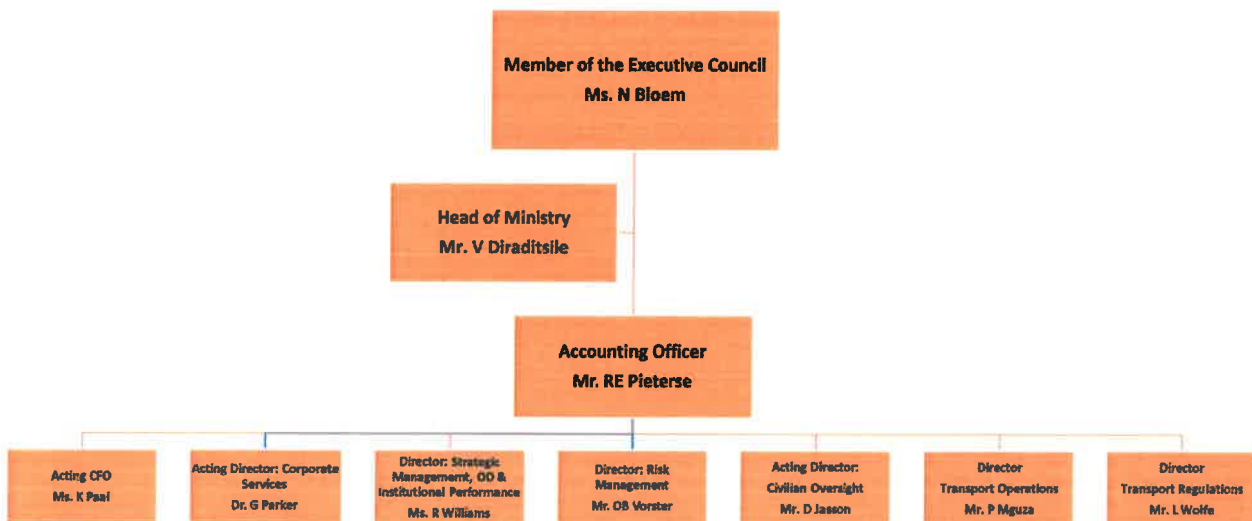 Member of the Executive Council
Ms. N Bloem
Head of Ministry
Mr. V Diraditsile
Accounting Officer
Mr. RE Pieterse
Acting CFO
Ms. K Paai
Acting Director: Corporate
Services
Dr. G Parker
Director: Strategic
Management, OD &
Institutional Performance
Ms. R Williams
Director: Risk
Management
Mr. OB Vorster
Acting Director:
Civilian Oversight
Mr. D Jasson
Director
Transport Operations
Mr. P Mguza
Director
Transport Regulations
Mr. L Wolfe